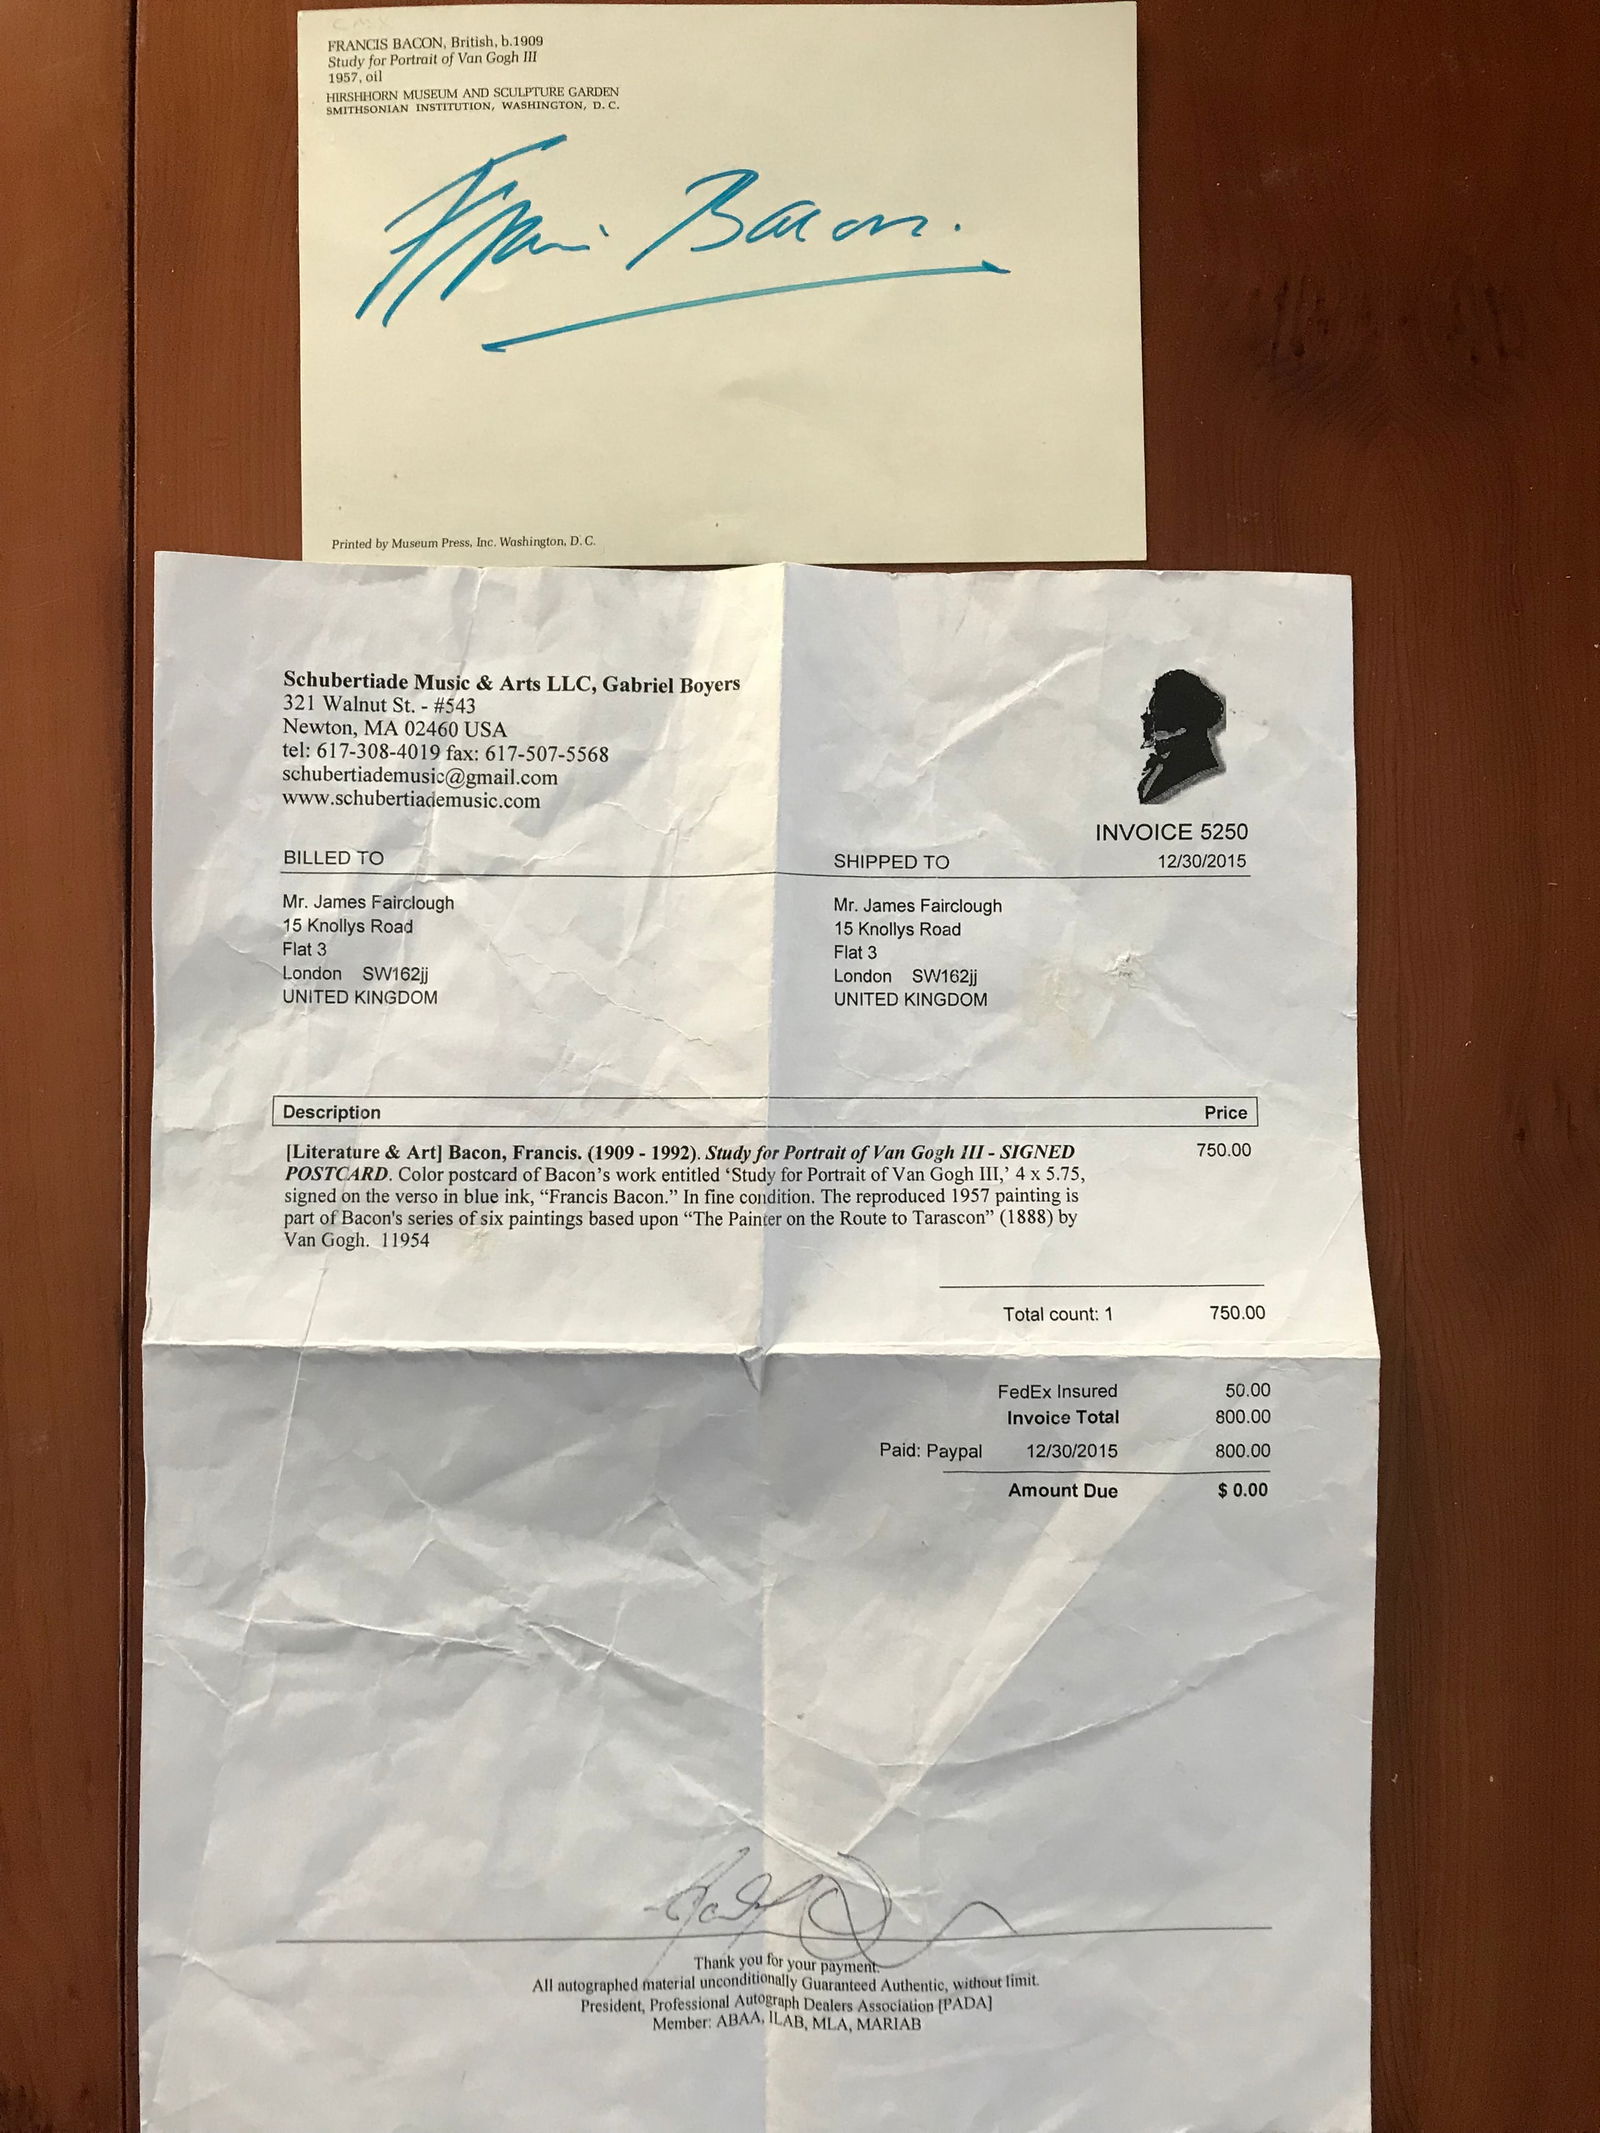 FRANCIS BACON, British, b.1909
Study for Portrait of Van Gogh III
1957, oil
HIRSHHORN MUSEUM AND SCULPTURE GARDEN
SMITHSONIAN INSTITUTION, WASHINGTON, D. C.
Francis Bacon.
Printed by Museum Press, Inc. Washington, D. C.
Schubertiade Music & Arts LLC, Gabriel Boyers
321 Walnut St. - #543
Newton, MA 02460 USA
tel: 617-308-4019 fax: 617-507-5568
schubertiademusic@gmail.com
www.schubertiademusic.com
INVOICE 5250
12/30/2015
BILLED TO
Mr. James Fairclough
15 Knollys Road
Flat 3
London SW162jj
UNITED KINGDOM
SHIPPED TO
Mr. James Fairclough
15 Knollys Road
Flat 3
London SW162jj
UNITED KINGDOM
Description Price
[Literature & Art] Bacon, Francis. (1909 - 1992). Study for Portrait of Van Gogh III - SIGNED 750.00
POSTCARD. Color postcard of Bacon's work entitled ‘Study for Portrait of Van Gogh III,’ 4 x 5.75,
signed on the verso in blue ink, “Francis Bacon.” In fine condition. The reproduced 1957 painting is
part of Bacon's series of six paintings based upon “The Painter on the Route to Tarascon” (1888) by
Van Gogh. 11954
Total count: 1 750.00
FedEx Insured 50.00
Invoice Total 800.00
Paid: Paypal 12/30/2015 800.00
Amount Due $ 0.00
Thank you for your payment.
All autographed material unconditionally Guaranteed Authentic, without limit.
President, Professional Autograph Dealers Association [PADA]
Member: ABAA, ILAB, MLA, MARIAB